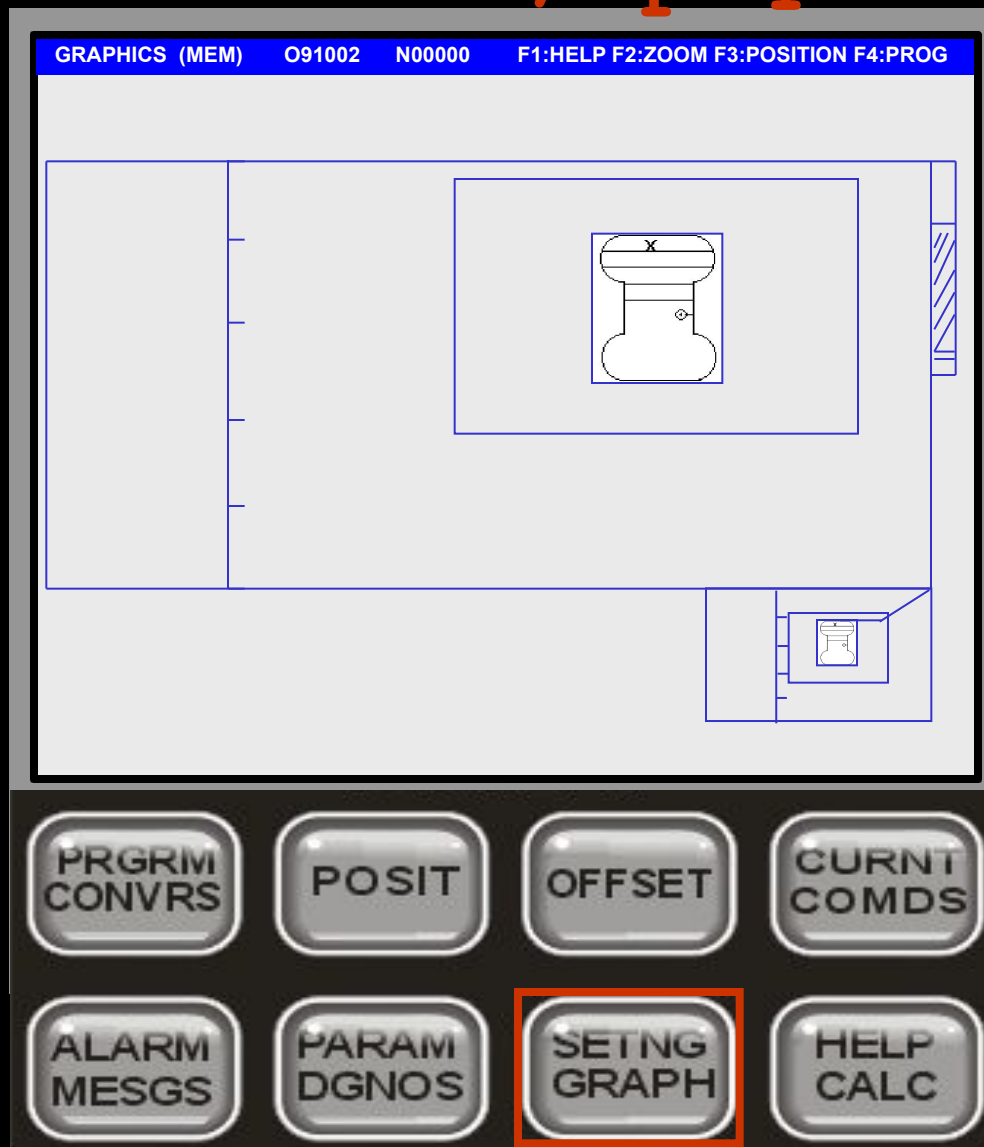 GRAPHICS (MEM) O91002 N00000 F1:HELP F2:ZOOM F3:POSITION F4:PROG
X
X
PRGRM
CONVRS
POSIT
OFFSET
CURNT
COMDS
ALARM
MESGS
PARAM
DGNOS
SETNG
GRAPH
HELP
CALC